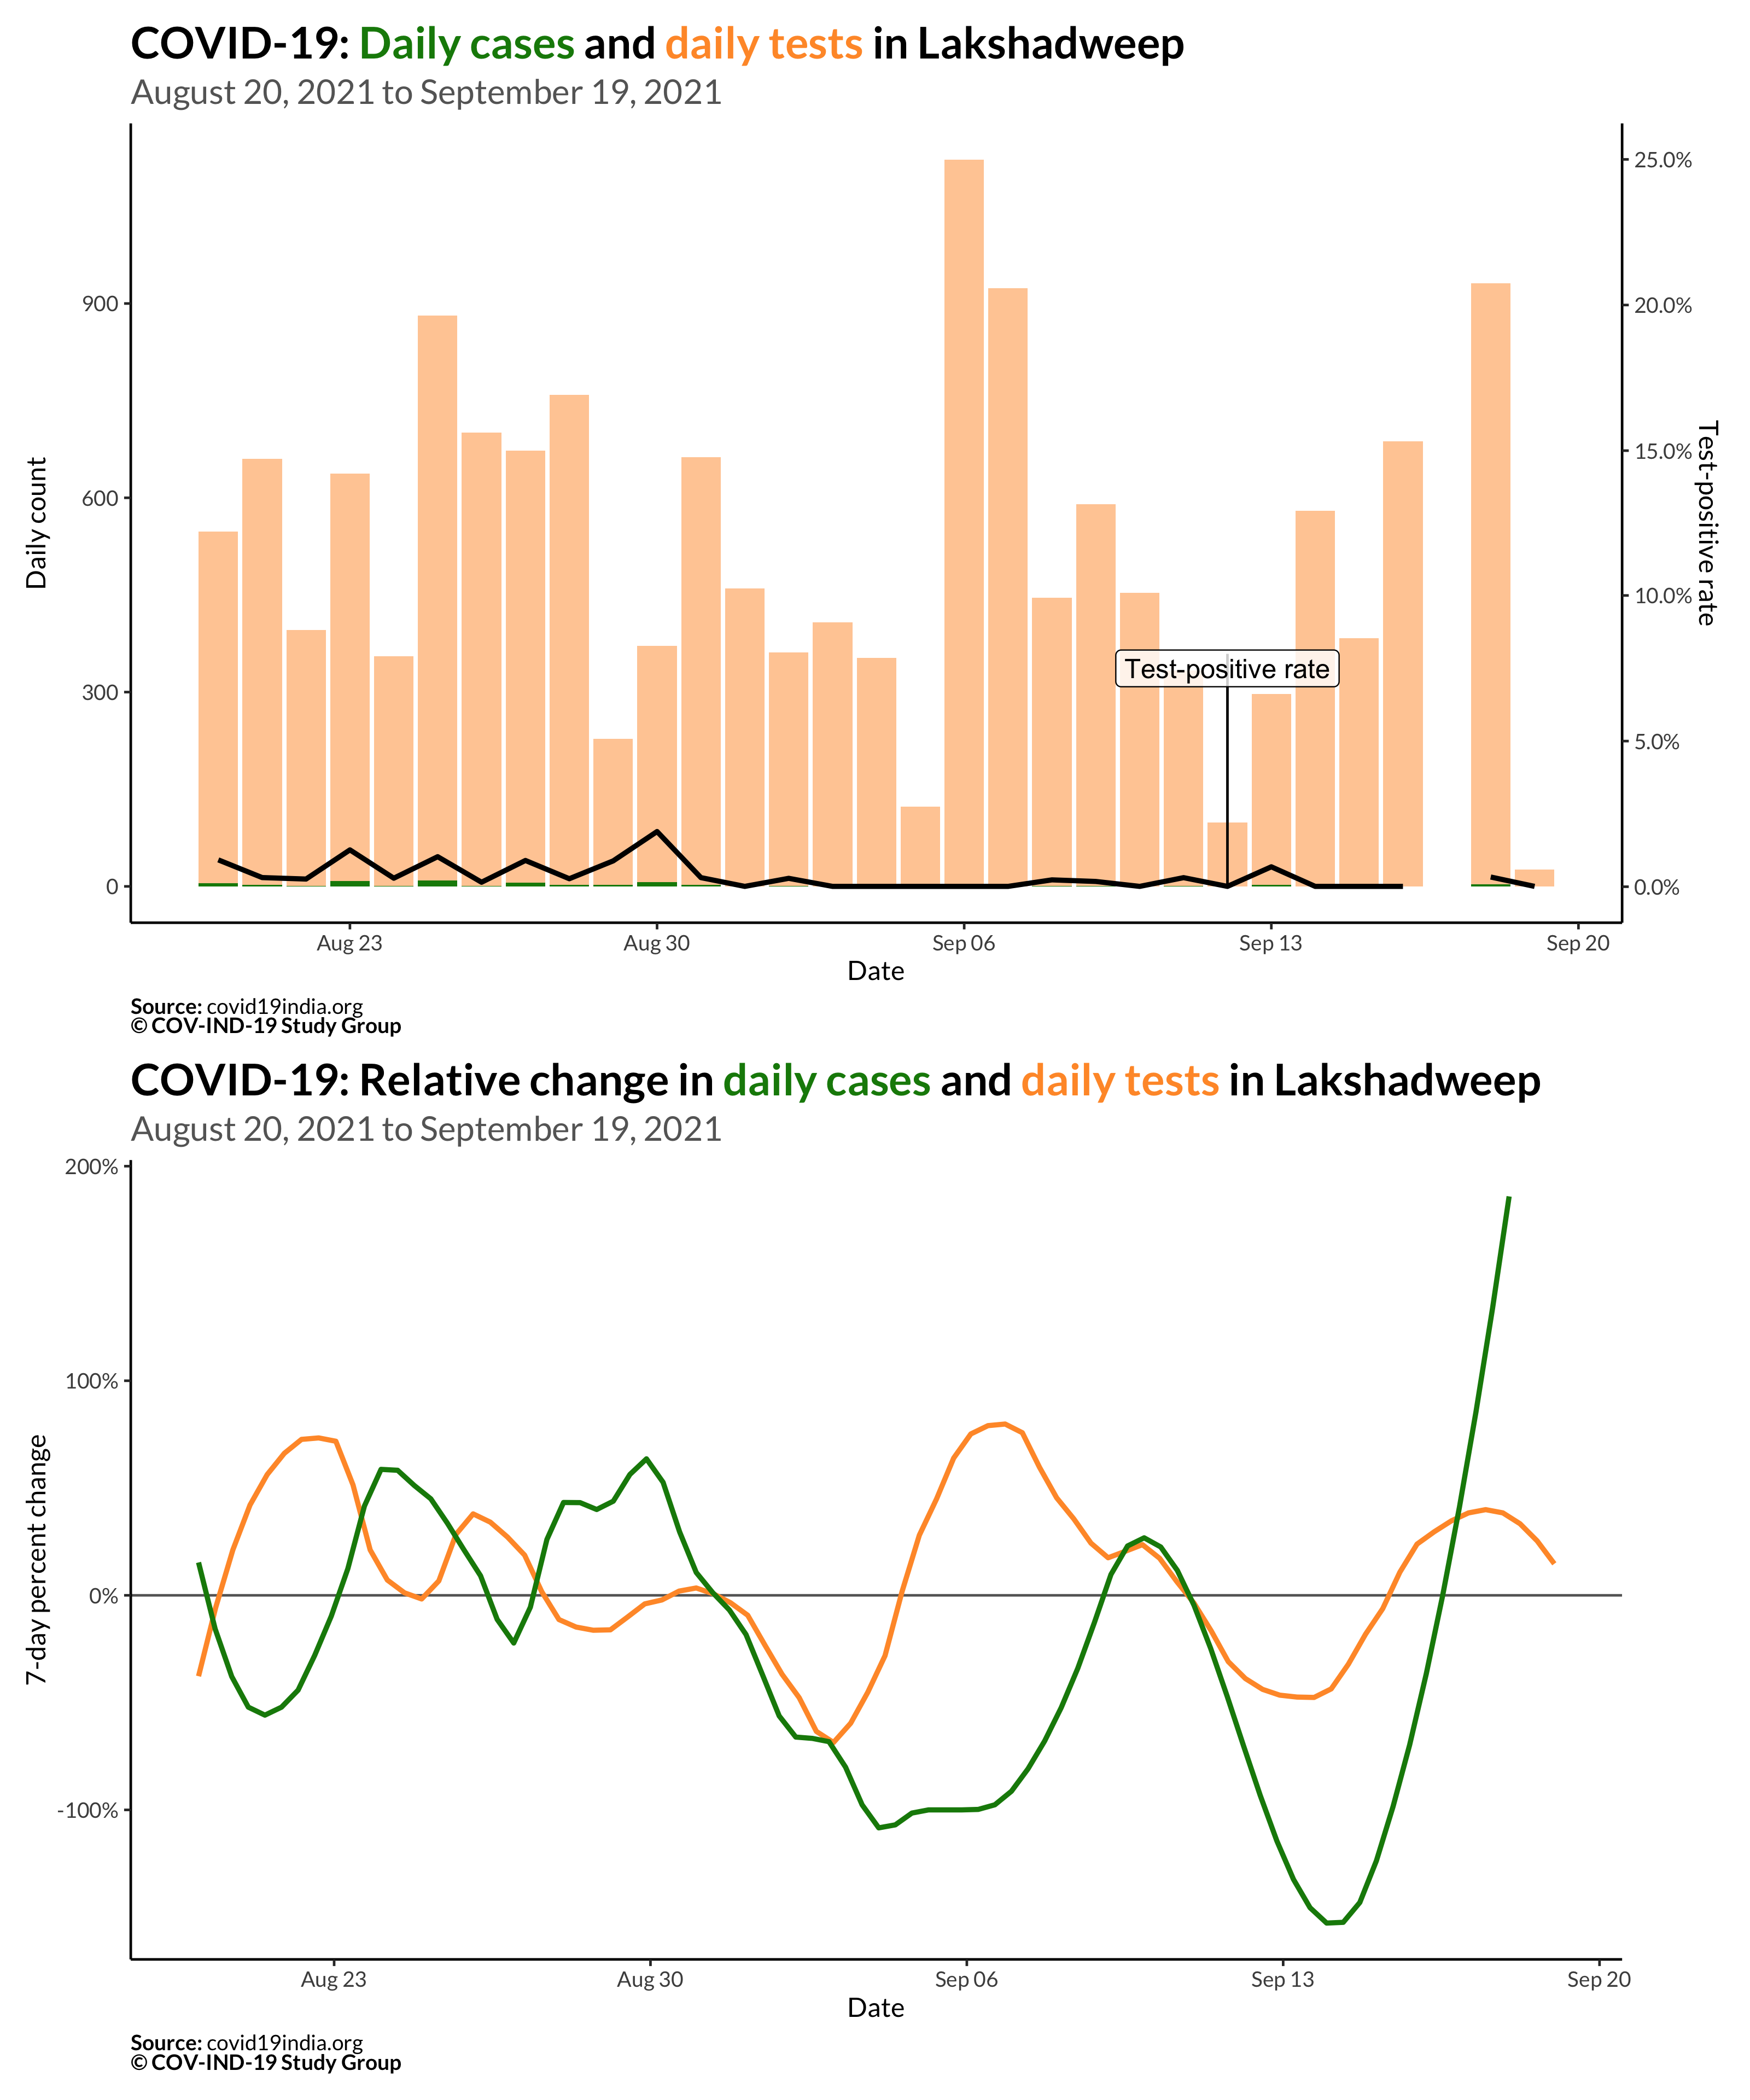 COVID-19: Daily cases and daily tests in Lakshadweep
August 20, 2021 to September 19, 2021
Daily count
900
600
300
0
25.0%
20.0%
15.0%
10.0%
5.0%
0.0%
Test-positive rate
Test-positive rate
Aug 23
Aug 30
Sep 06
Sep 13
Sep 20
Date
Source: covid19india.org
© COV-IND-19 Study Group
COVID-19: Relative change in daily cases and daily tests in Lakshadweep
August 20, 2021 to September 19, 2021
7-day percent change
200%
100%
0%
-100%
Aug 23
Aug 30
Sep 06
Sep 13
Sep 20
Date
Source: covid19india.org
© COV-IND-19 Study Group